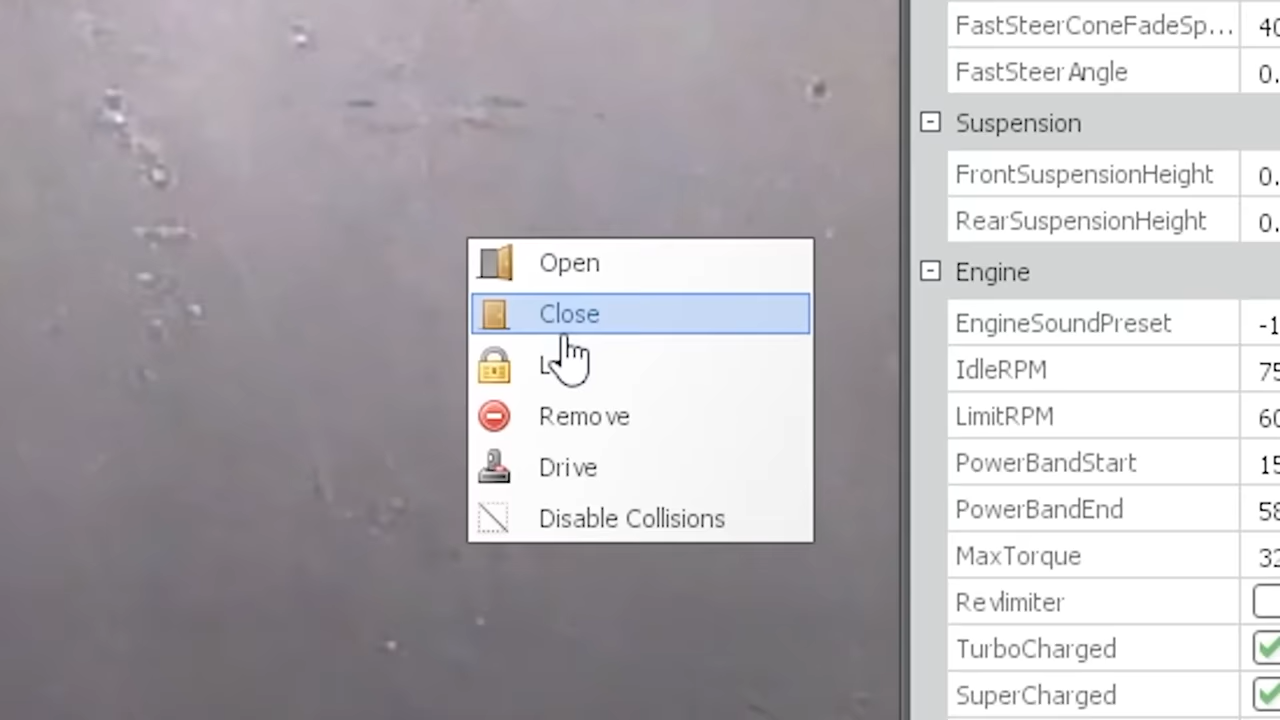 Open
Close
Remove
Drive
Disable Collisions
FastSteerConeFadeSp...
FastSteerAngle
0.
Suspension
FrontSuspensionHeight 0.
RearSuspensionHeight 0.
Engine
EngineSoundPreset -1
IdleRPM 75
LimitRPM 60
PowerBandStart 15
PowerBandEnd 58
MaxTorque 32
Revlimiter
TurboCharged
SuperCharged